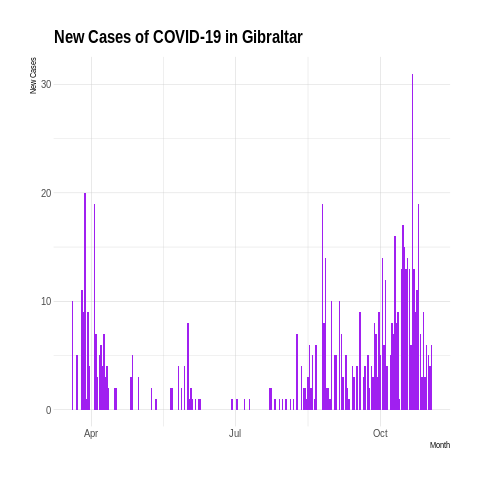 New Cases of COVID-19 in Gibraltar
New Cases
30
20
10
0
Apr
Jul
Oct
Month